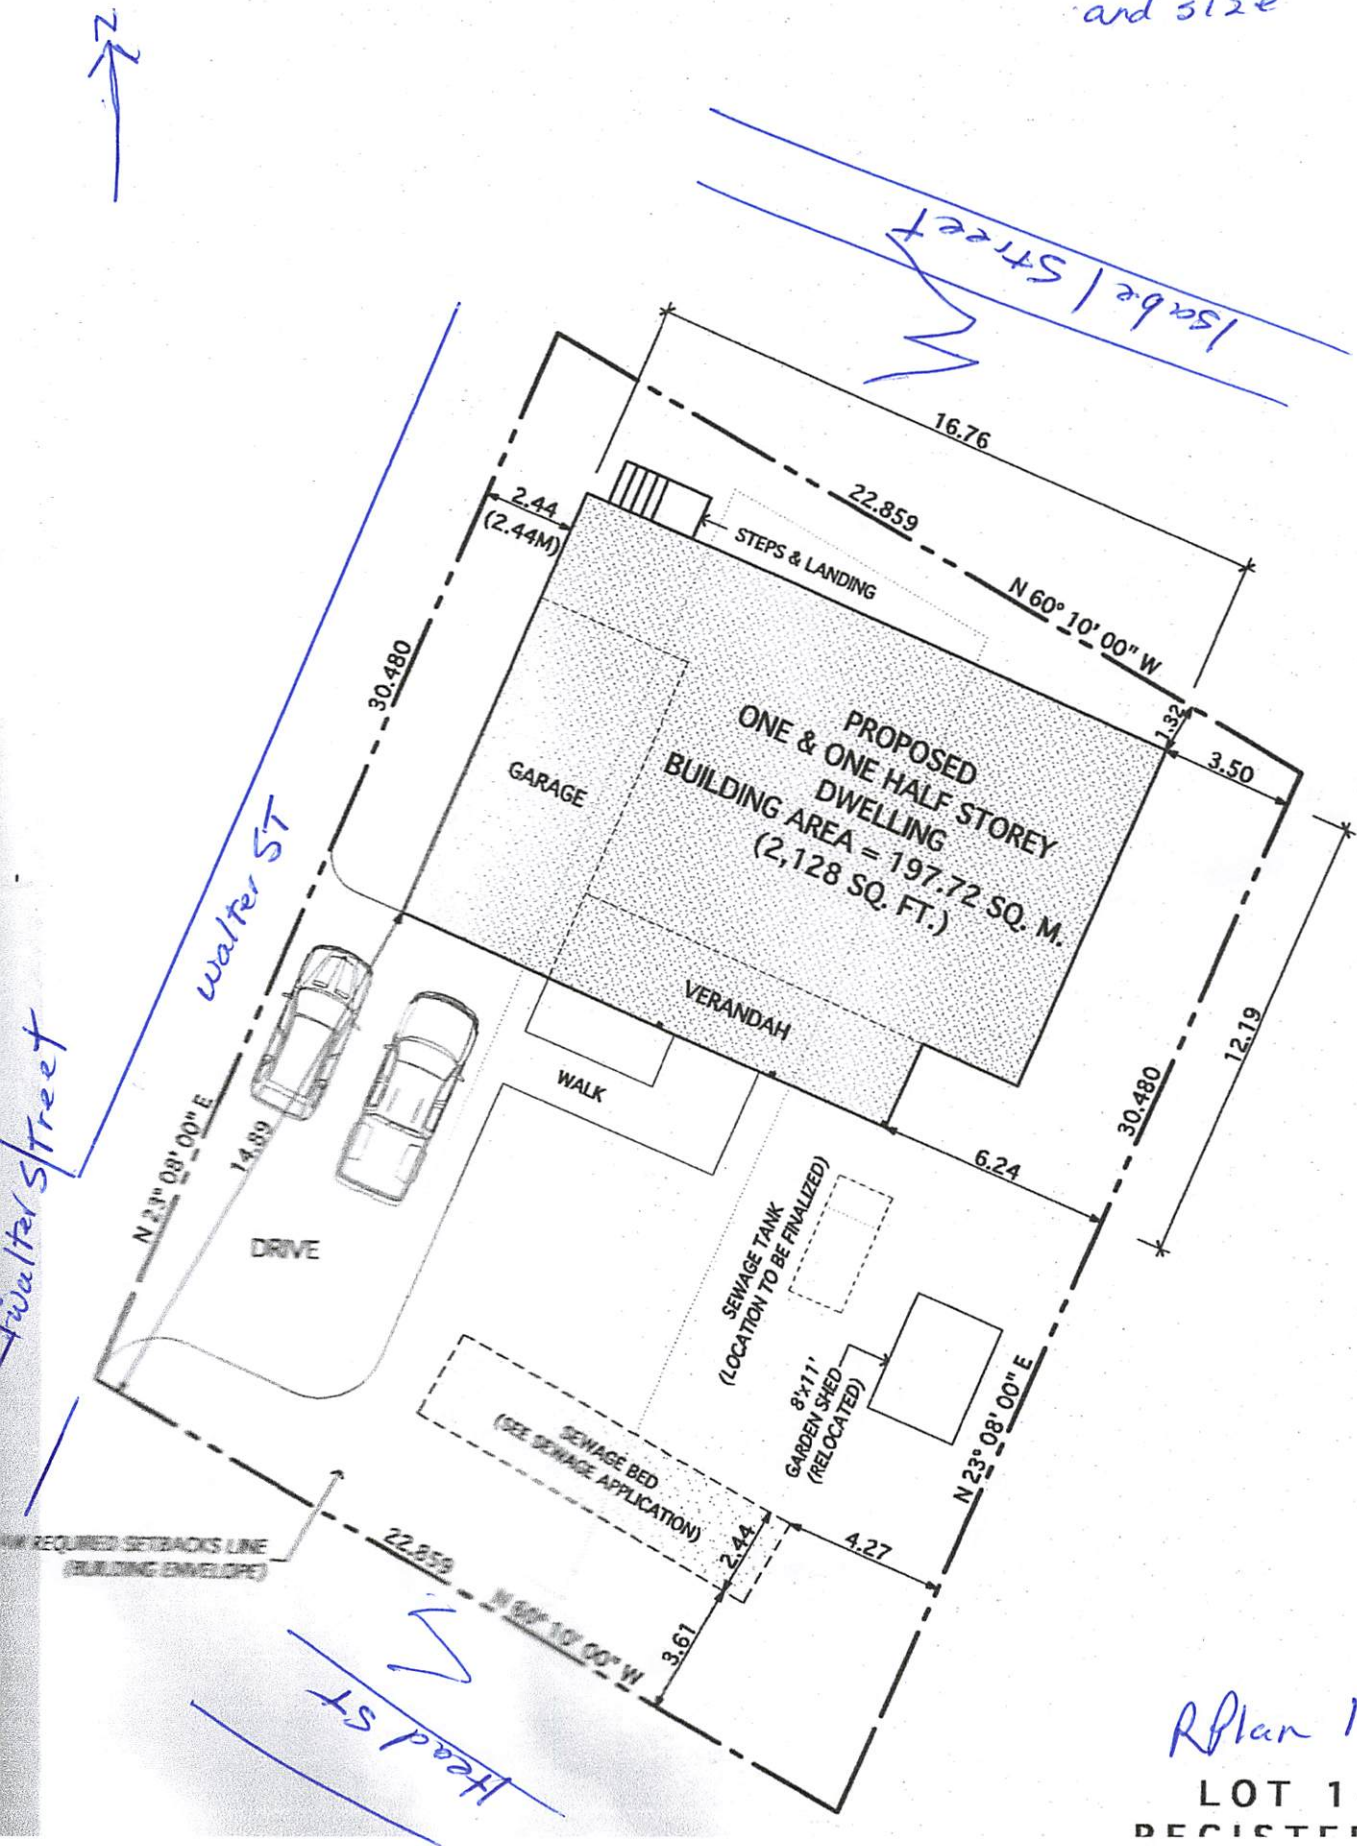 and size
N
Isabel Street
16.76
22.859
N 60° 10' 00" W
2.44
(2.44M)
STEPS & LANDING
30.480
1.32
3.50
PROPOSED
ONE & ONE HALF STOREY
DWELLING
BUILDING AREA = 197.72 SQ. M.
(2,128 SQ. FT.)
GARAGE
Walter ST
VERANDAH
WALK
12.19
30.480
6.24
Walter Street
N 23° 08' 00" E
14.89
DRIVE
SEWAGE TANK
(LOCATION TO BE FINALIZED)
8'x11'
GARDEN SHED
(RELOCATED)
N 23° 08' 00" E
SEWAGE BED
(SEE SEWAGE APPLICATION)
2.44
4.27
3.61
REQUIRED SETBACKS LINE
(BUILDING ENVELOPE)
22.859
N 60° 10' 00" W
Head ST
RPlan 1
LOT 1
REGISTER